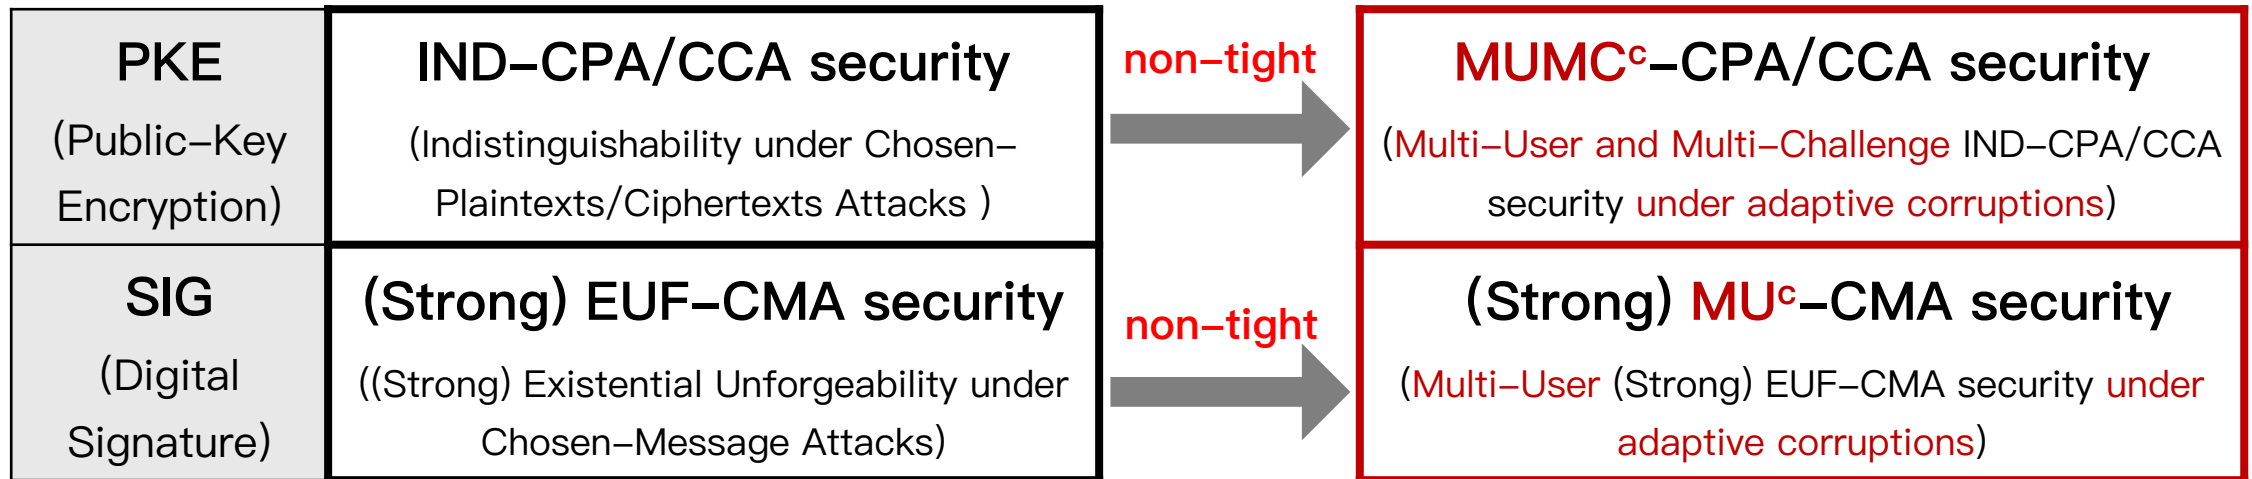 PKE
(Public–Key
Encryption)
IND–CPA/CCA security
(Indistinguishability under Chosen–
Plaintexts/Ciphertexts Attacks )
non–tight
MUMCᶜ–CPA/CCA security
(Multi–User and Multi–Challenge IND–CPA/CCA
security under adaptive corruptions)
SIG
(Digital
Signature)
(Strong) EUF–CMA security
((Strong) Existential Unforgeability under
Chosen–Message Attacks)
non–tight
(Strong) MUᶜ–CMA security
(Multi–User (Strong) EUF–CMA security under
adaptive corruptions)